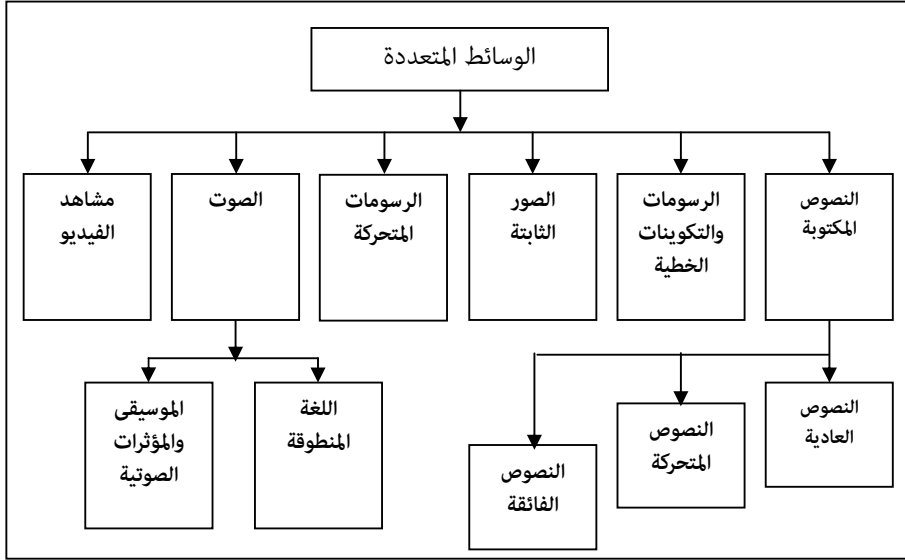 الوسائط المتعددة
النصوص
المكتوبة
الرسومات
والتكوينات
الخطية
الصور
الثابتة
الرسومات
المتحركة
الصوت
مشاهد
الفيديو
النصوص
العادية
النصوص
المتحركة
النصوص
الفائقة
اللغة
المنطوقة
الموسيقى
والمؤثرات
الصوتية